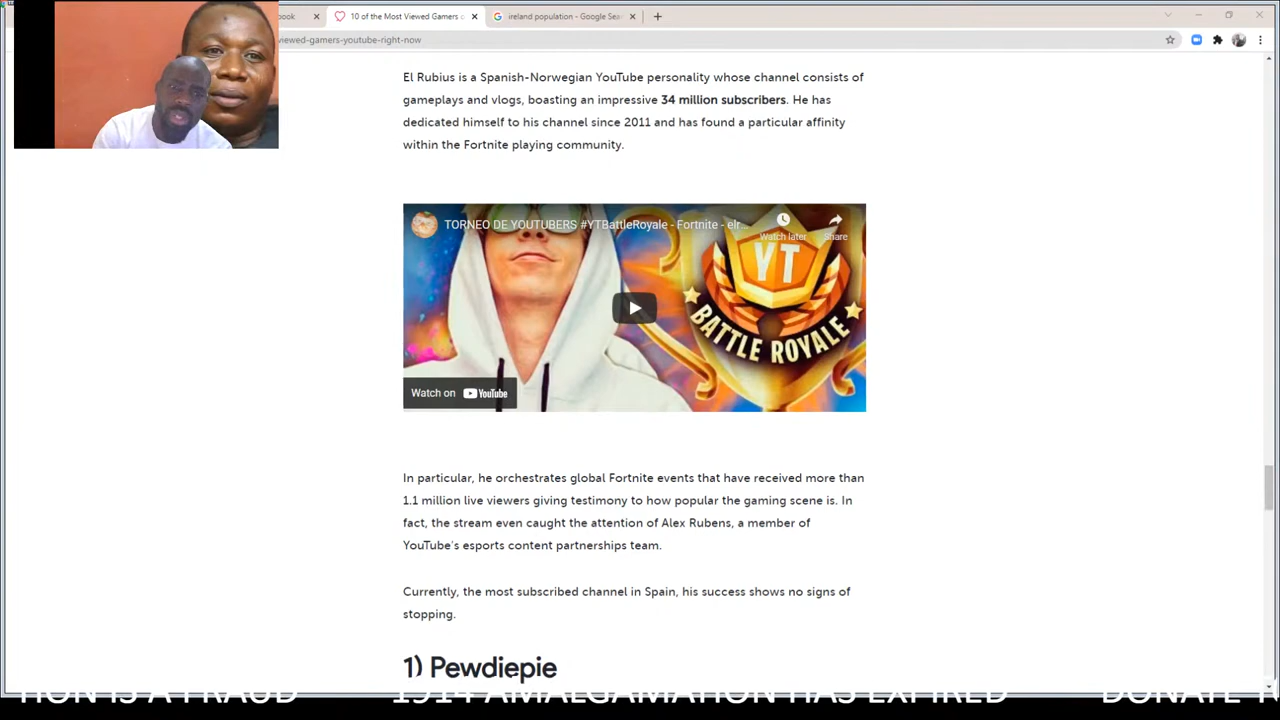 ook
10 of the Most Viewed Gamers o
ireland population - Google Sea
viewed-gamers-youtube-right-now
El Rubius is a Spanish-Norwegian YouTube personality whose channel consists of
gameplays and vlogs, boasting an impressive 34 million subscribers. He has
dedicated himself to his channel since 2011 and has found a particular affinity
within the Fortnite playing community.
TORNEO DE YOUTUBERS #YTBattleRoyale - Fortnite - elr...
Watch later
Share
YT
BATTLE ROYALE
Watch on YouTube
In particular, he orchestrates global Fortnite events that have received more than
1.1 million live viewers giving testimony to how popular the gaming scene is. In
fact, the stream even caught the attention of Alex Rubens, a member of
YouTube's esports content partnerships team.
Currently, the most subscribed channel in Spain, his success shows no signs of
stopping.
1) Pewdiepie
TION IS A FRAUD 1914 AMALGAMATION HAS EXPIRED DONATE